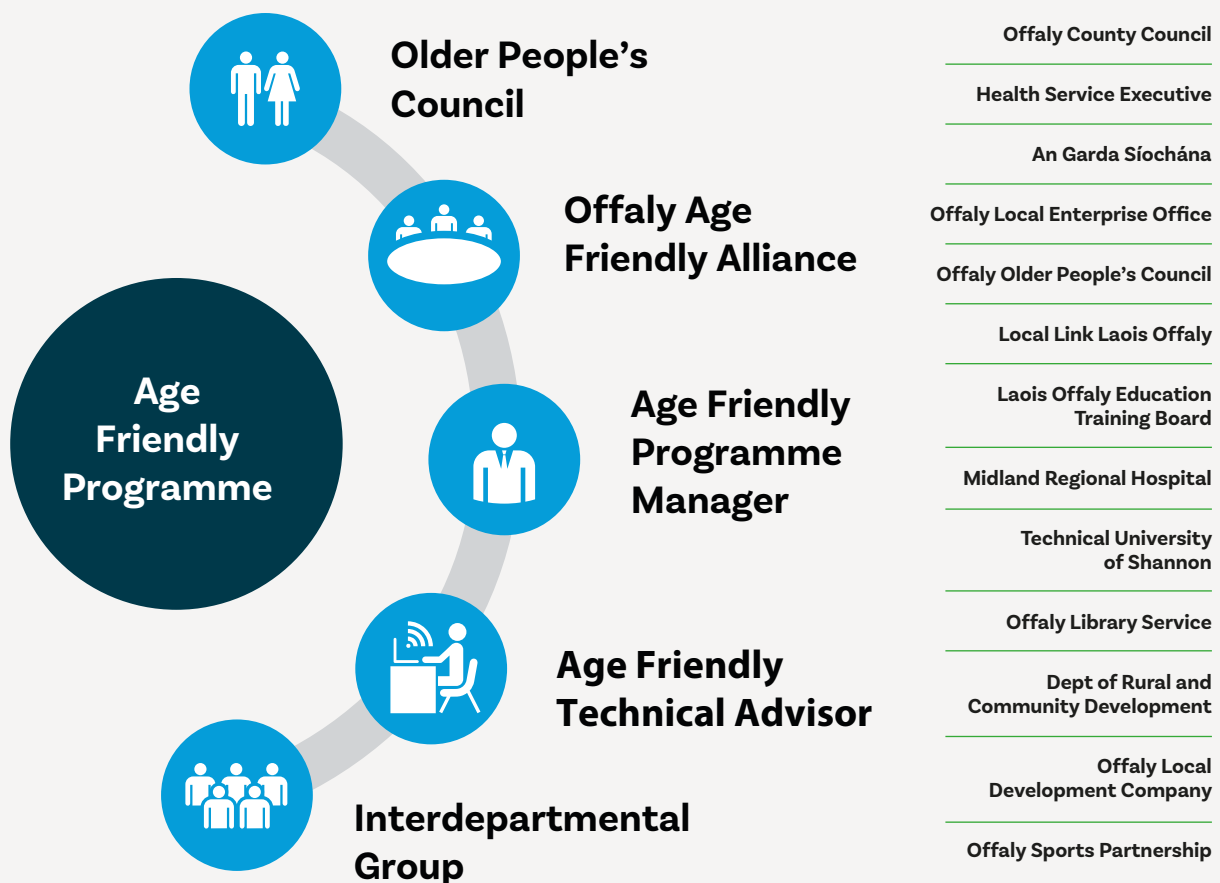 Older People’s
Council
Offaly Age
Friendly Alliance
Age
Friendly
Programme
Age Friendly
Programme
Manager
Age Friendly
Technical Advisor
Interdepartmental
Group
Offaly County Council
Health Service Executive
An Garda Síochána
Offaly Local Enterprise Office
Offaly Older People’s Council
Local Link Laois Offaly
Laois Offaly Education
Training Board
Midland Regional Hospital
Technical University
of Shannon
Offaly Library Service
Dept of Rural and
Community Development
Offaly Local
Development Company
Offaly Sports Partnership